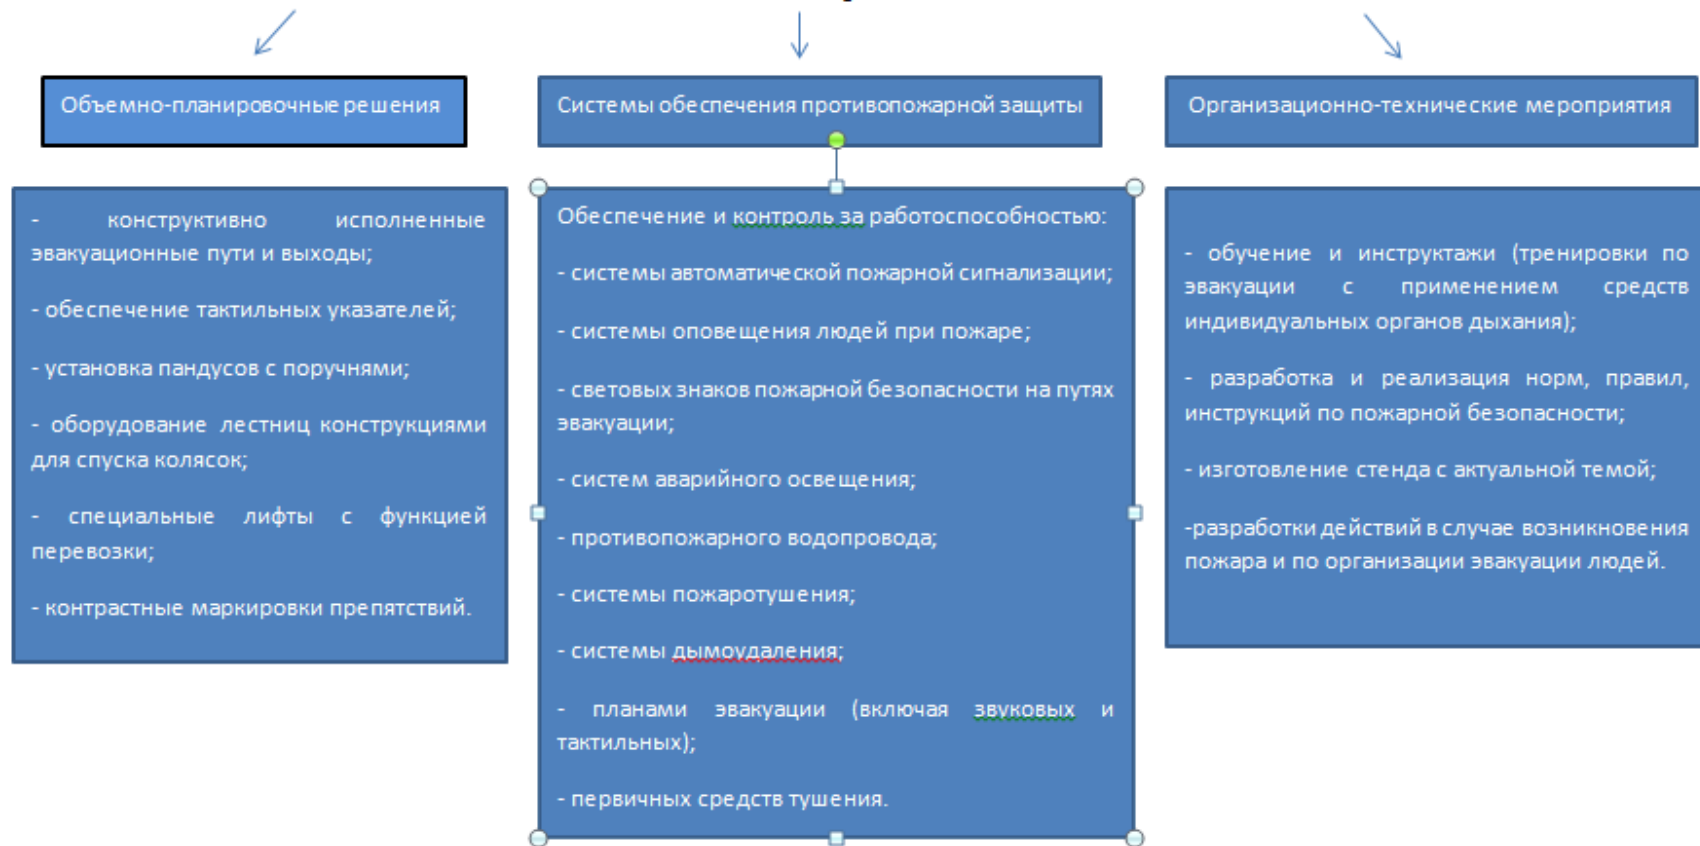 Объемно-планировочные решения
Системы обеспечения противопожарной защиты
Организационно-технические мероприятия
- конструктивно исполненные
эвакуационные пути и выходы;
- обеспечение тактильных указателей;
- установка пандусов с поручнями;
- оборудование лестниц конструкциями
для спуска колясок;
- специальные лифты с функцией
перевозки;
- контрастные маркировки препятствий.
Обеспечение и контроль за работоспособностью:
- системы автоматической пожарной сигнализации;
- системы оповещения людей при пожаре;
- световых знаков пожарной безопасности на путях
эвакуации;
- систем аварийного освещения;
- противопожарного водопровода;
- системы пожаротушения;
- системы дымоудаления;
- планами эвакуации (включая звуковых и
тактильных);
- первичных средств тушения.
- обучение и инструктажи (тренировки по
эвакуации с применением средств
индивидуальных органов дыхания);
- разработка и реализация норм, правил,
инструкций по пожарной безопасности;
- изготовление стенда с актуальной темой;
-разработки действий в случае возникновения
пожара и по организации эвакуации людей.